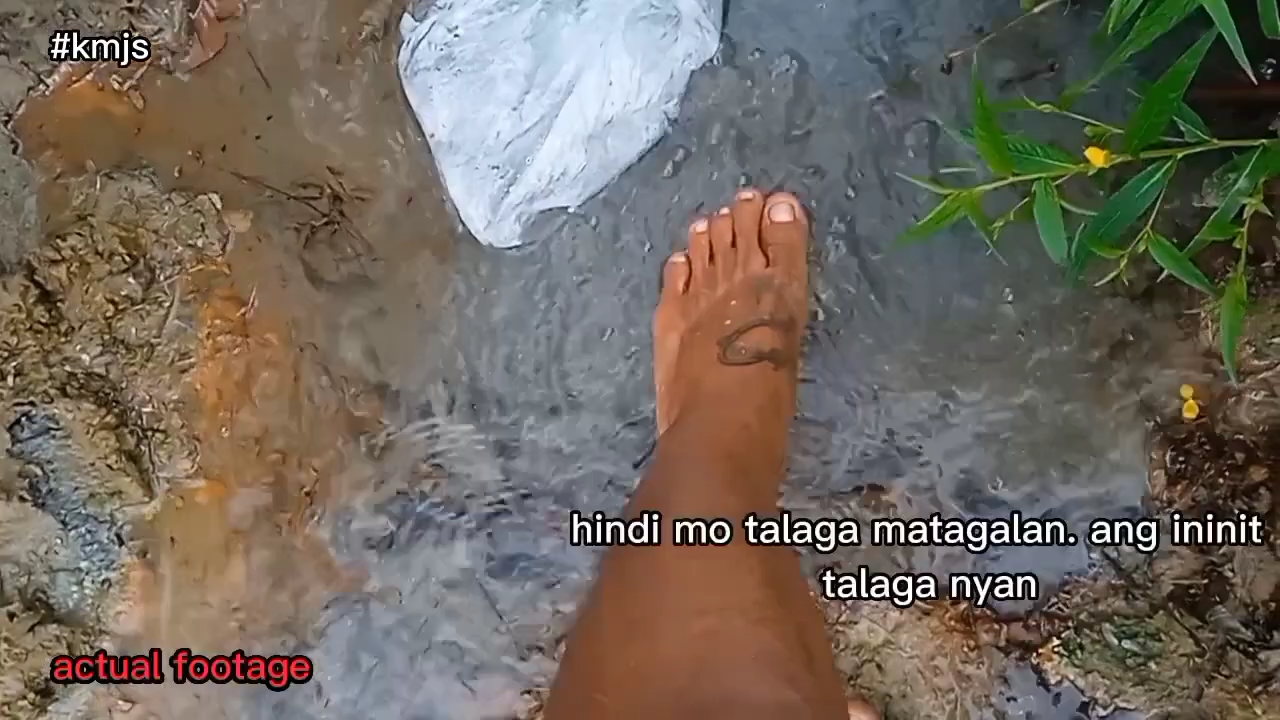 #kmjs
hindi mo talaga matagalan. ang ininit
talaga nyan
actual footage